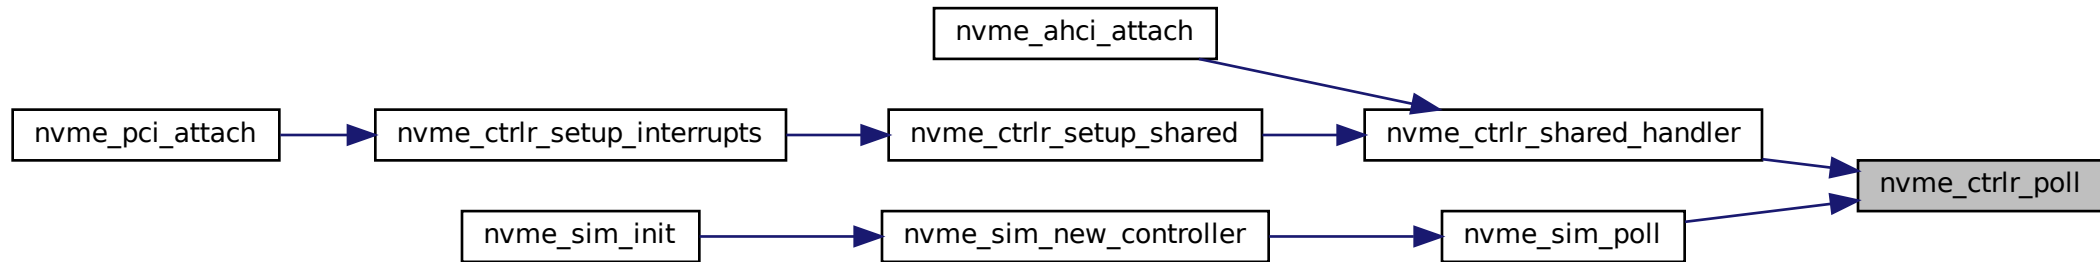 nvme_ahci_attach
nvme_pci_attach
nvme_ctrlr_setup_interrupts
nvme_ctrlr_setup_shared
nvme_ctrlr_shared_handler
nvme_ctrlr_poll
nvme_sim_init
nvme_sim_new_controller
nvme_sim_poll